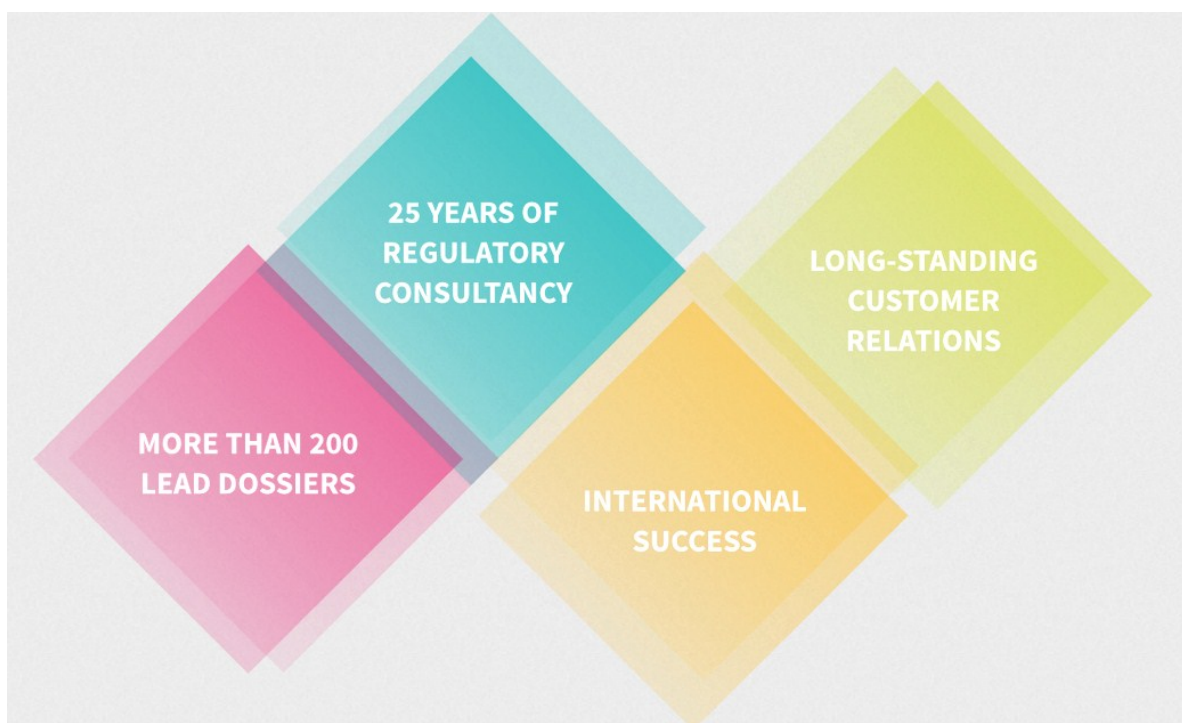 25 YEARS OF
REGULATORY
CONSULTANCY
LONG-STANDING
CUSTOMER
RELATIONS
MORE THAN 200
LEAD DOSSIERS
INTERNATIONAL
SUCCESS